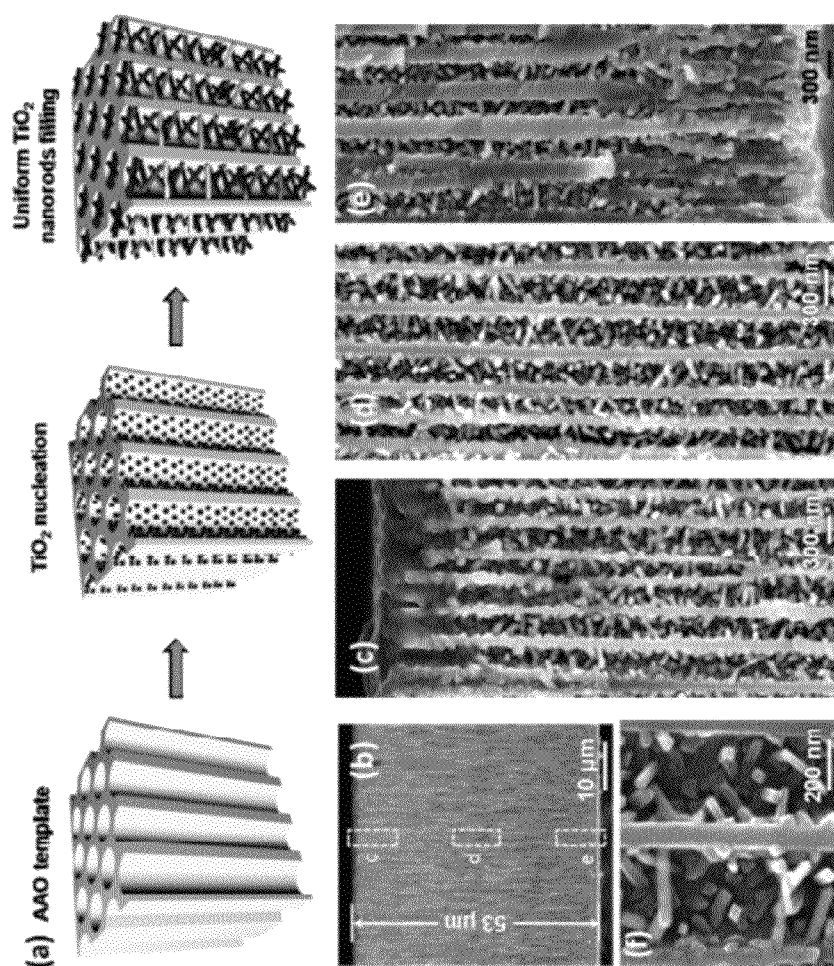 (a)
AAO template
TiO₂ nucleation
Uniform TiO₂
nanorods filling
(b)
53 µm
c
d
e
10 µm
(c)
300 nm
(d)
300 nm
(e)
300 nm
(f)
200 nm